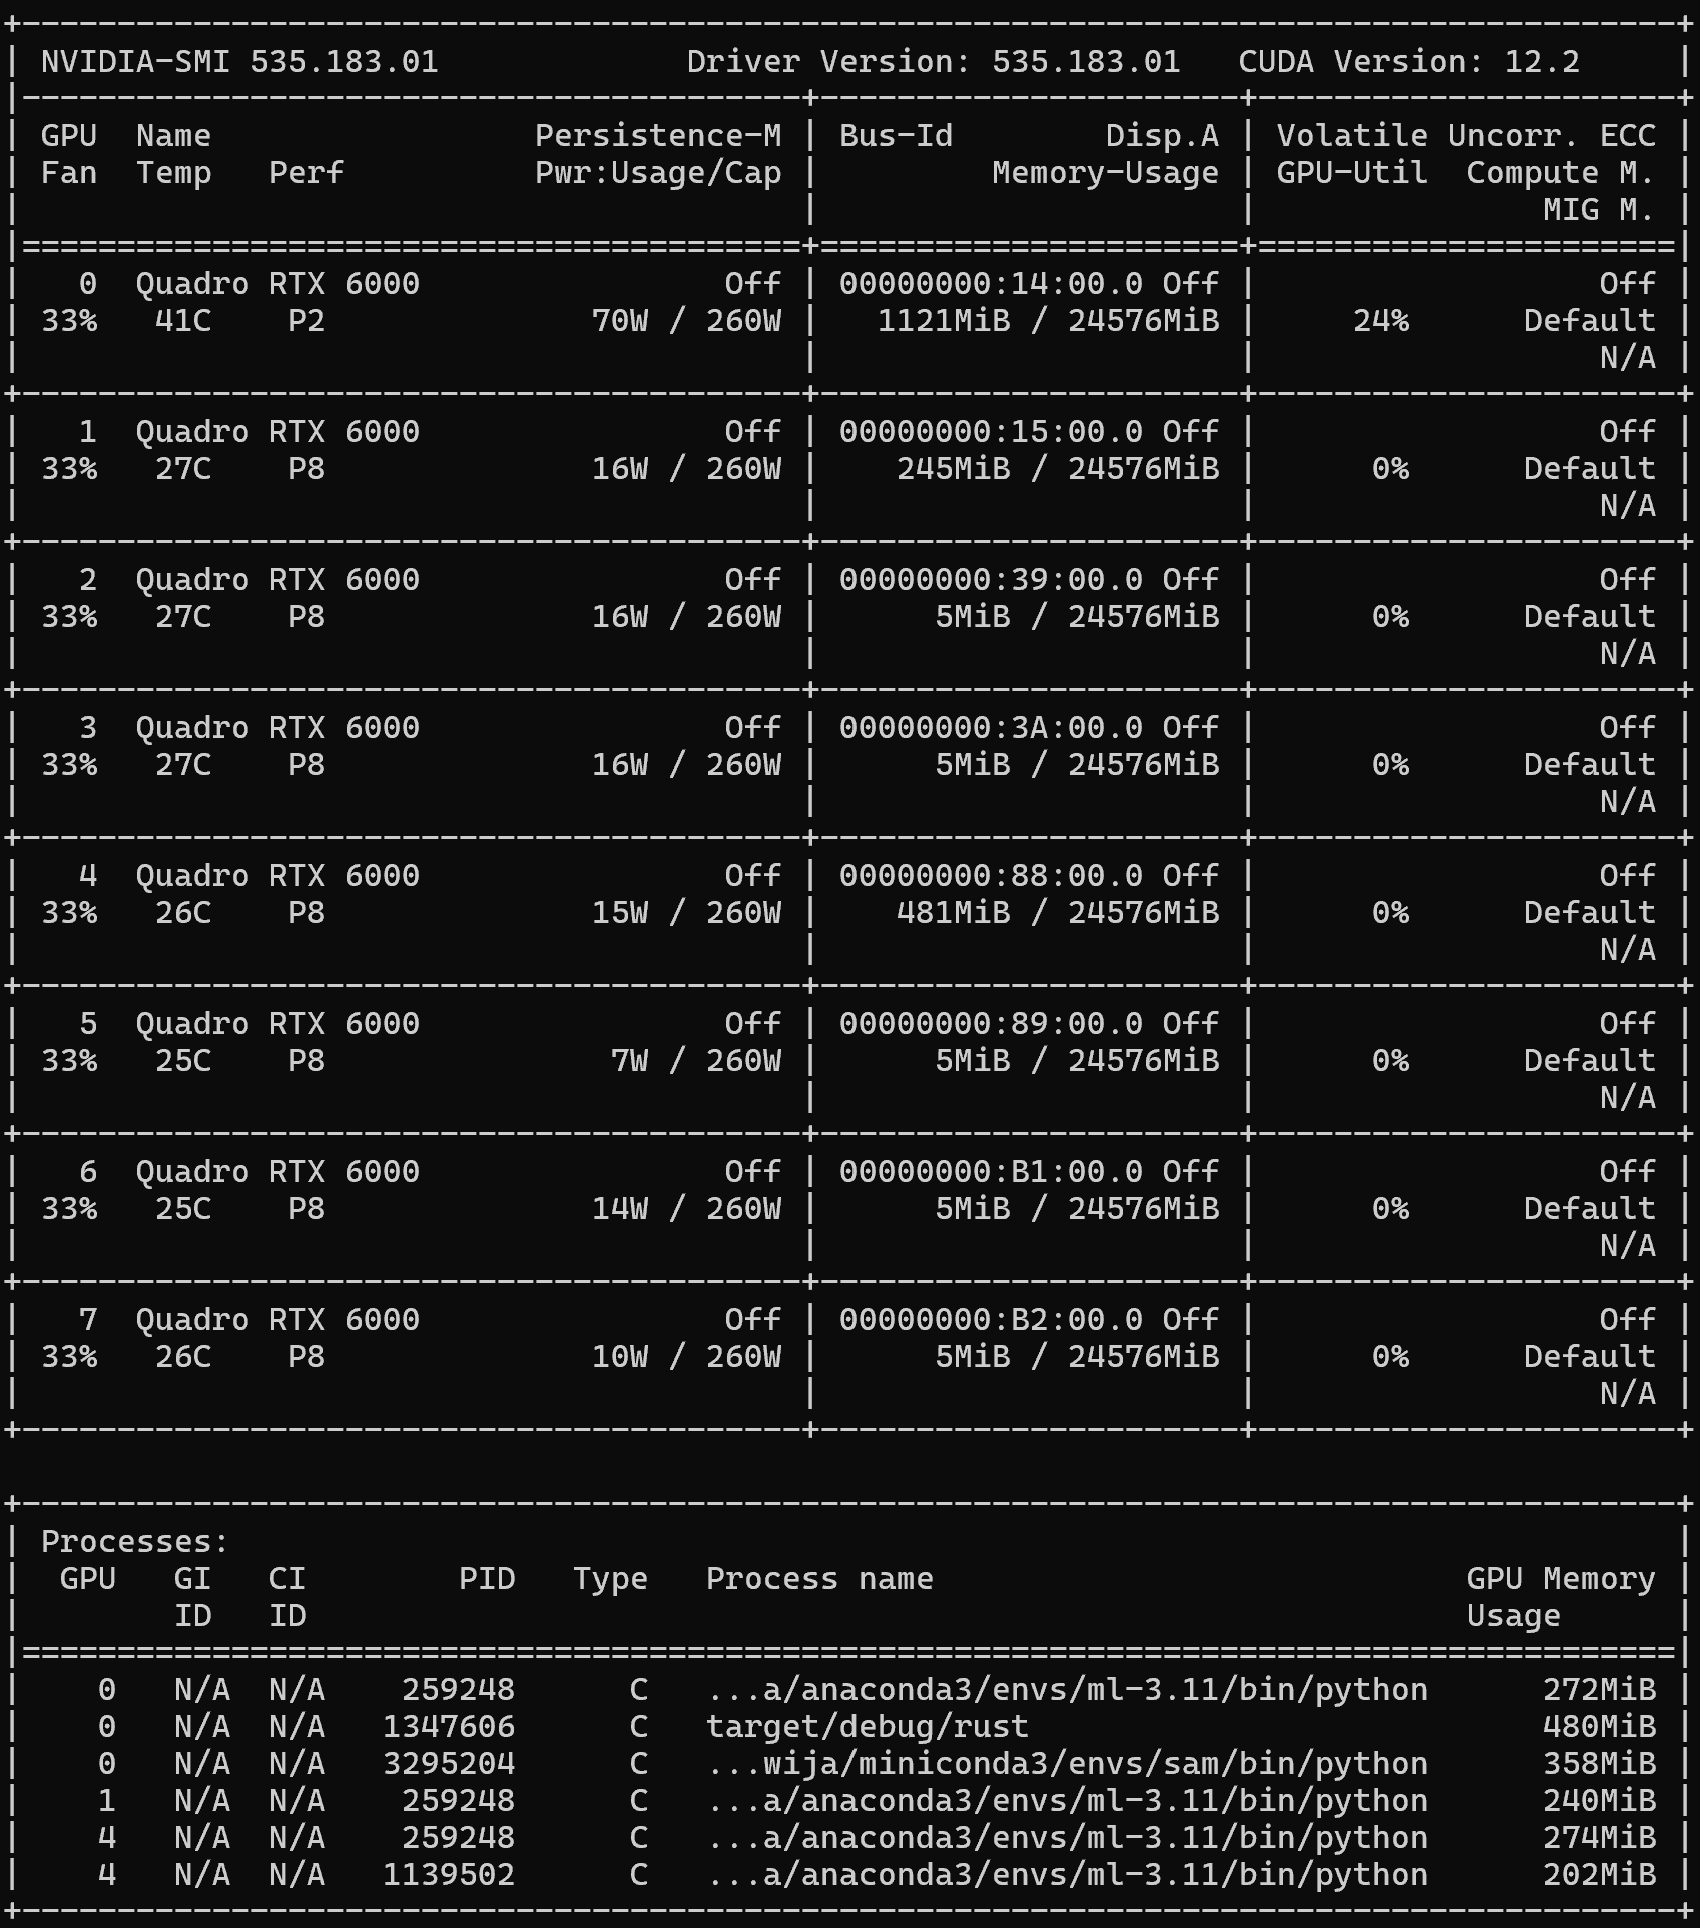 +---------------------------------------------------------------------------------------+
| NVIDIA-SMI 535.183.01             Driver Version: 535.183.01   CUDA Version: 12.2     |
|-----------------------------------------+----------------------+----------------------+
| GPU  Name                 Persistence-M | Bus-Id        Disp.A | Volatile Uncorr. ECC |
| Fan  Temp   Perf          Pwr:Usage/Cap |         Memory-Usage | GPU-Util  Compute M. |
|                                         |                      |               MIG M. |
|=========================================+======================+======================|
|   0  Quadro RTX 6000                Off | 00000000:14:00.0 Off |                  Off |
| 33%   41C    P2              70W / 260W |   1121MiB / 24576MiB |     24%      Default |
|                                         |                      |                  N/A |
+-----------------------------------------+----------------------+----------------------+
|   1  Quadro RTX 6000                Off | 00000000:15:00.0 Off |                  Off |
| 33%   27C    P8              16W / 260W |    245MiB / 24576MiB |      0%      Default |
|                                         |                      |                  N/A |
+-----------------------------------------+----------------------+----------------------+
|   2  Quadro RTX 6000                Off | 00000000:39:00.0 Off |                  Off |
| 33%   27C    P8              16W / 260W |      5MiB / 24576MiB |      0%      Default |
|                                         |                      |                  N/A |
+-----------------------------------------+----------------------+----------------------+
|   3  Quadro RTX 6000                Off | 00000000:3A:00.0 Off |                  Off |
| 33%   27C    P8              16W / 260W |      5MiB / 24576MiB |      0%      Default |
|                                         |                      |                  N/A |
+-----------------------------------------+----------------------+----------------------+
|   4  Quadro RTX 6000                Off | 00000000:88:00.0 Off |                  Off |
| 33%   26C    P8              15W / 260W |    481MiB / 24576MiB |      0%      Default |
|                                         |                      |                  N/A |
+-----------------------------------------+----------------------+----------------------+
|   5  Quadro RTX 6000                Off | 00000000:89:00.0 Off |                  Off |
| 33%   25C    P8               7W / 260W |      5MiB / 24576MiB |      0%      Default |
|                                         |                      |                  N/A |
+-----------------------------------------+----------------------+----------------------+
|   6  Quadro RTX 6000                Off | 00000000:B1:00.0 Off |                  Off |
| 33%   25C    P8              14W / 260W |      5MiB / 24576MiB |      0%      Default |
|                                         |                      |                  N/A |
+-----------------------------------------+----------------------+----------------------+
|   7  Quadro RTX 6000                Off | 00000000:B2:00.0 Off |                  Off |
| 33%   26C    P8              10W / 260W |      5MiB / 24576MiB |      0%      Default |
|                                         |                      |                  N/A |
+-----------------------------------------+----------------------+----------------------+

+---------------------------------------------------------------------------------------+
| Processes:                                                                            |
|  GPU   GI   CI        PID   Type   Process name                            GPU Memory |
|        ID   ID                                                             Usage      |
|=======================================================================================|
|    0   N/A  N/A    259248      C   ...a/anaconda3/envs/ml-3.11/bin/python      272MiB |
|    0   N/A  N/A   1347606      C   target/debug/rust                           480MiB |
|    0   N/A  N/A   3295204      C   ...wija/miniconda3/envs/sam/bin/python      358MiB |
|    1   N/A  N/A    259248      C   ...a/anaconda3/envs/ml-3.11/bin/python      240MiB |
|    4   N/A  N/A    259248      C   ...a/anaconda3/envs/ml-3.11/bin/python      274MiB |
|    4   N/A  N/A   1139502      C   ...a/anaconda3/envs/ml-3.11/bin/python      202MiB |
+---------------------------------------------------------------------------------------+